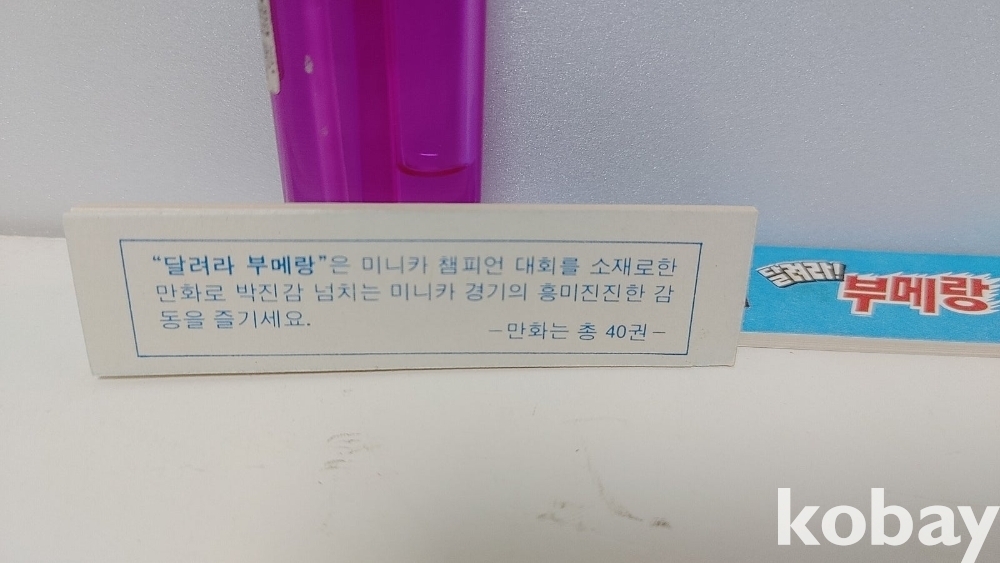 "달려라 부메랑"은 미니카 챔피언 대회를 소재로한
만화로 박진감 넘치는 미니카 경기의 흥미진진한 감
동을 즐기세요.
-만화는 총 40권-
달려라!
부메랑
kobay